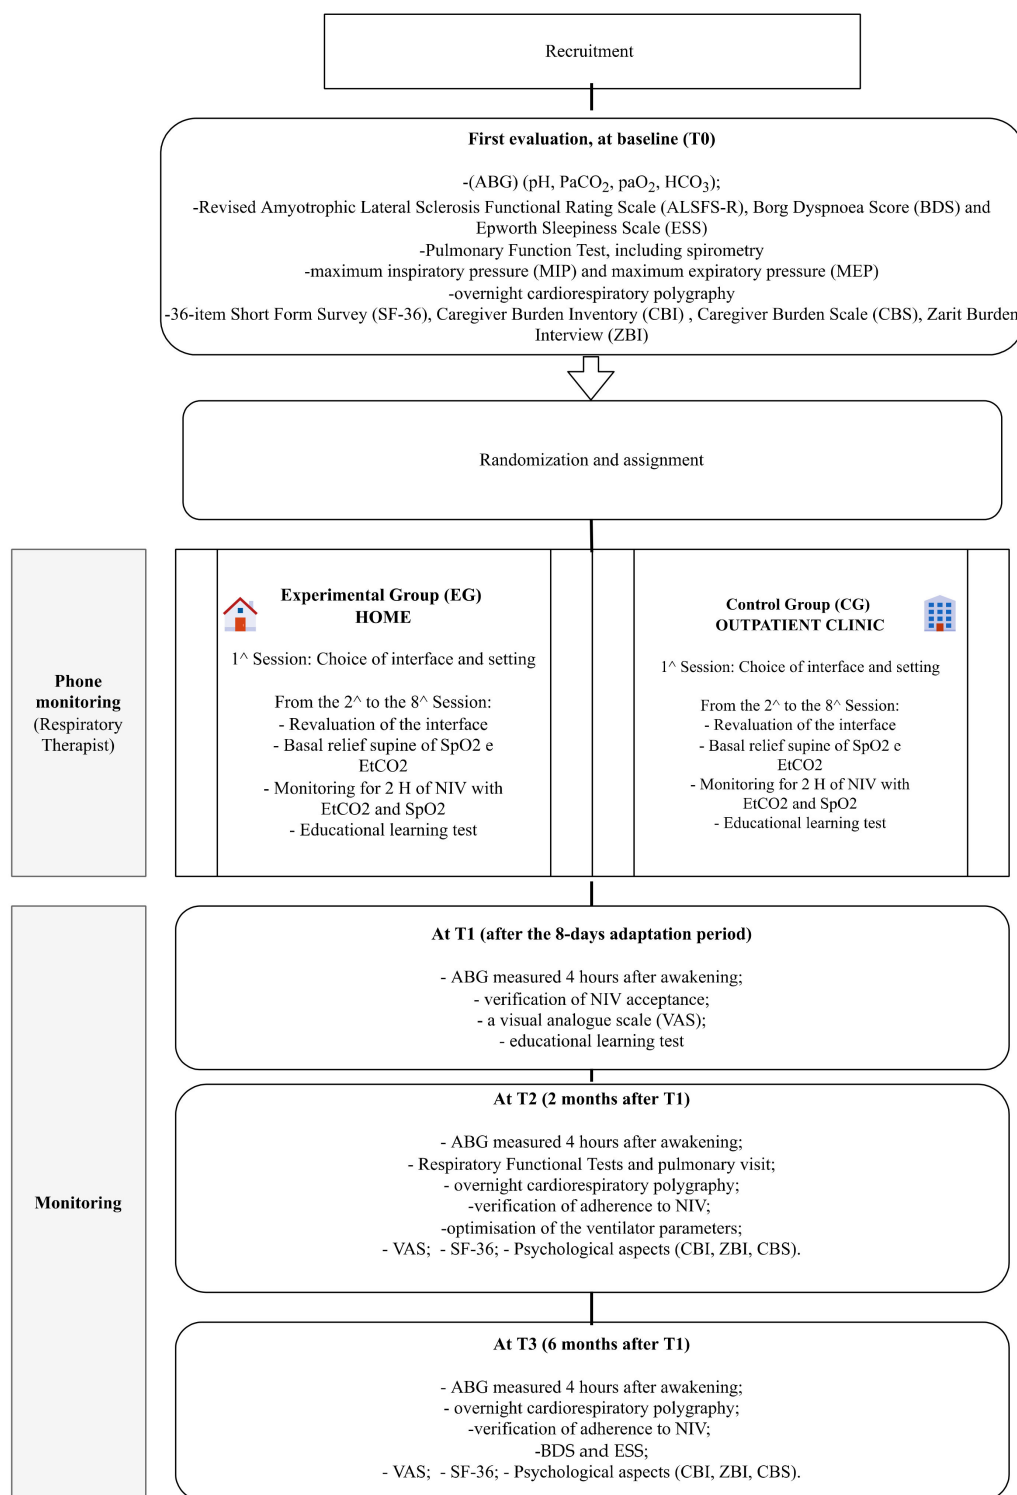 Recruitment
First evaluation, at baseline (T0)
-(ABG) (pH, PaCO2, paO2, HCO3);
-Revised Amyotrophic Lateral Sclerosis Functional Rating Scale (ALSFS-R), Borg Dyspnoea Score (BDS) and
Epworth Sleepiness Scale (ESS)
-Pulmonary Function Test, including spirometry
-maximum inspiratory pressure (MIP) and maximum expiratory pressure (MEP)
-overnight cardiorespiratory polygraphy
-36-item Short Form Survey (SF-36), Caregiver Burden Inventory (CBI) , Caregiver Burden Scale (CBS), Zarit Burden
Interview (ZBI)
Randomization and assignment
Phone
monitoring
(Respiratory
Therapist)
Experimental Group (EG)
HOME
1^ Session: Choice of interface and setting
From the 2^ to the 8^ Session:
- Revaluation of the interface
- Basal relief supine of SpO2 e
EtCO2
- Monitoring for 2 H of NIV with
EtCO2 and SpO2
- Educational learning test
Control Group (CG)
OUTPATIENT CLINIC
1^ Session: Choice of interface and setting
From the 2^ to the 8^ Session:
- Revaluation of the interface
- Basal relief supine of SpO2 e
EtCO2
- Monitoring for 2 H of NIV with
EtCO2 and SpO2
- Educational learning test
Monitoring
At T1 (after the 8-days adaptation period)
- ABG measured 4 hours after awakening;
- verification of NIV acceptance;
- a visual analogue scale (VAS);
- educational learning test
At T2 (2 months after T1)
- ABG measured 4 hours after awakening;
- Respiratory Functional Tests and pulmonary visit;
- overnight cardiorespiratory polygraphy;
-verification of adherence to NIV;
-optimisation of the ventilator parameters;
- VAS;  - SF-36; - Psychological aspects (CBI, ZBI, CBS).
At T3 (6 months after T1)
- ABG measured 4 hours after awakening;
- overnight cardiorespiratory polygraphy;
-verification of adherence to NIV;
-BDS and ESS;
- VAS;  - SF-36; - Psychological aspects (CBI, ZBI, CBS).